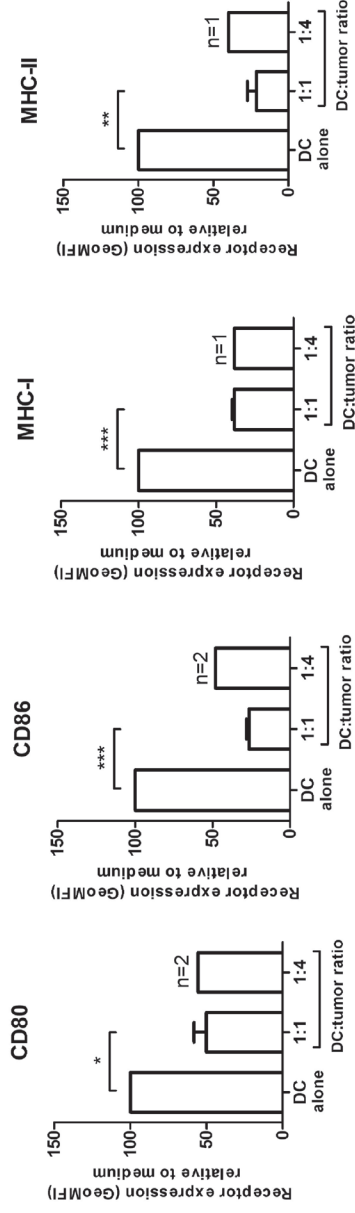 CD80
Receptor expression (GeoMFI)
relative to medium
150
100
50
0
*
n=2
DC
alone
1:1
1:4
DC:tumor ratio
CD86
Receptor expression (GeoMFI)
relative to medium
150
100
50
0
***
n=2
DC
alone
1:1
1:4
DC:tumor ratio
MHC-I
Receptor expression (GeoMFI)
relative to medium
150
100
50
0
***
n=1
DC
alone
1:1
1:4
DC:tumor ratio
MHC-II
Receptor expression (GeoMFI)
relative to medium
150
100
50
0
**
n=1
DC
alone
1:1
1:4
DC:tumor ratio